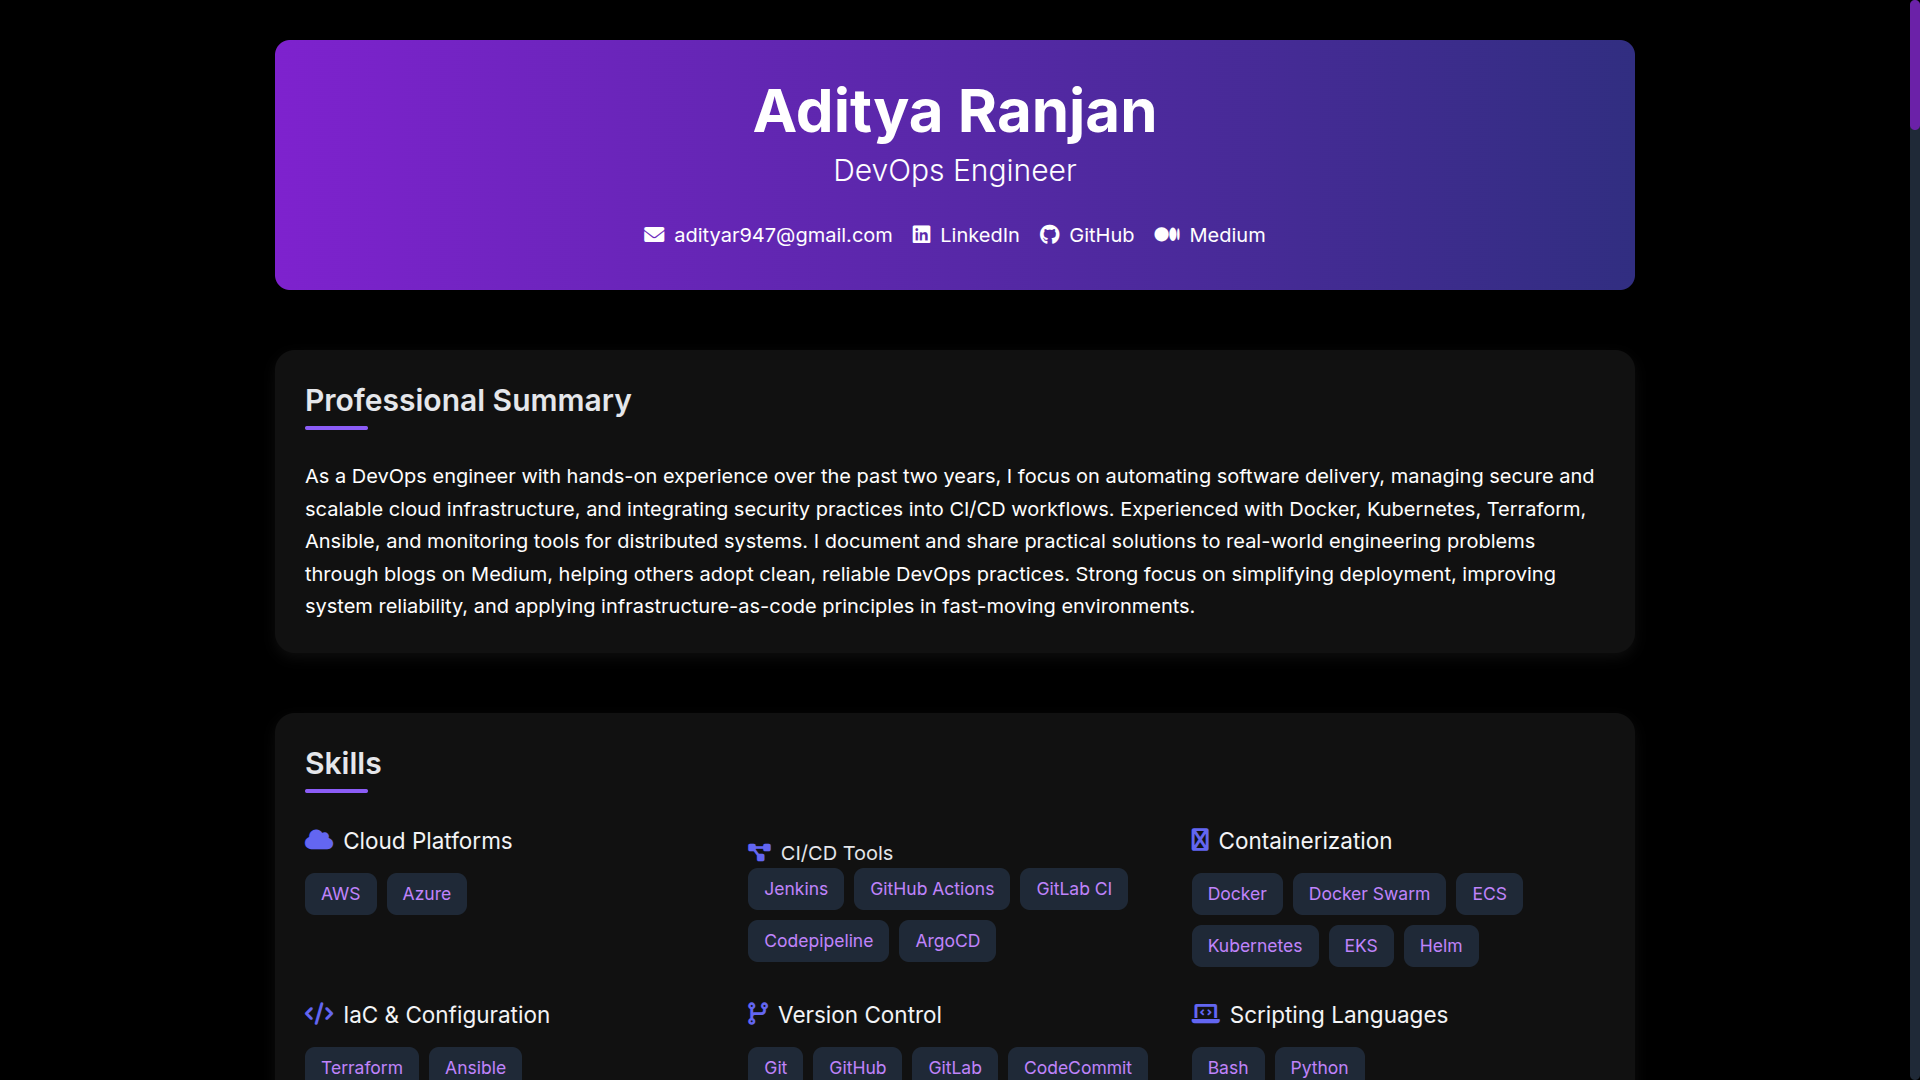 Aditya Ranjan
DevOps Engineer
adityar947@gmail.com LinkedIn GitHub Medium
Professional Summary
As a DevOps engineer with hands-on experience over the past two years, I focus on automating software delivery, managing secure and
scalable cloud infrastructure, and integrating security practices into CI/CD workflows. Experienced with Docker, Kubernetes, Terraform,
Ansible, and monitoring tools for distributed systems. I document and share practical solutions to real-world engineering problems
through blogs on Medium, helping others adopt clean, reliable DevOps practices. Strong focus on simplifying deployment, improving
system reliability, and applying infrastructure-as-code principles in fast-moving environments.
Skills
Cloud Platforms
AWS Azure
CI/CD Tools
Jenkins GitHub Actions GitLab CI
Codepipeline ArgoCD
Containerization
Docker Docker Swarm ECS
Kubernetes EKS Helm
IaC & Configuration
Terraform Ansible
Version Control
Git GitHub GitLab CodeCommit
Scripting Languages
Bash Python